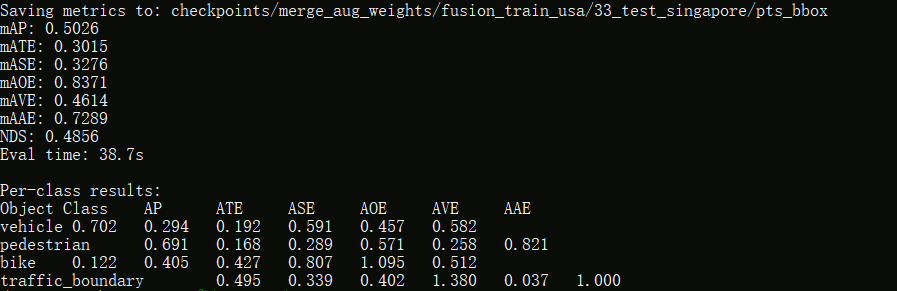 Saving metrics to: checkpoints/merge_aug_weights/fusion_train_usa/33_test_singapore/pts_bbox
mAP: 0.5026
mATE: 0.3015
mASE: 0.3276
mAOE: 0.8371
mAVE: 0.4614
mAAE: 0.7289
NDS: 0.4856
Eval time: 38.7s

Per-class results:
Object Class AP ATE ASE AOE AVE AAE
vehicle 0.702 0.294 0.192 0.591 0.457 0.582
pedestrian 0.691 0.168 0.289 0.571 0.258 0.821
bike 0.122 0.405 0.427 0.807 1.095 0.512
traffic_boundary 0.495 0.339 0.402 1.380 0.037 1.000